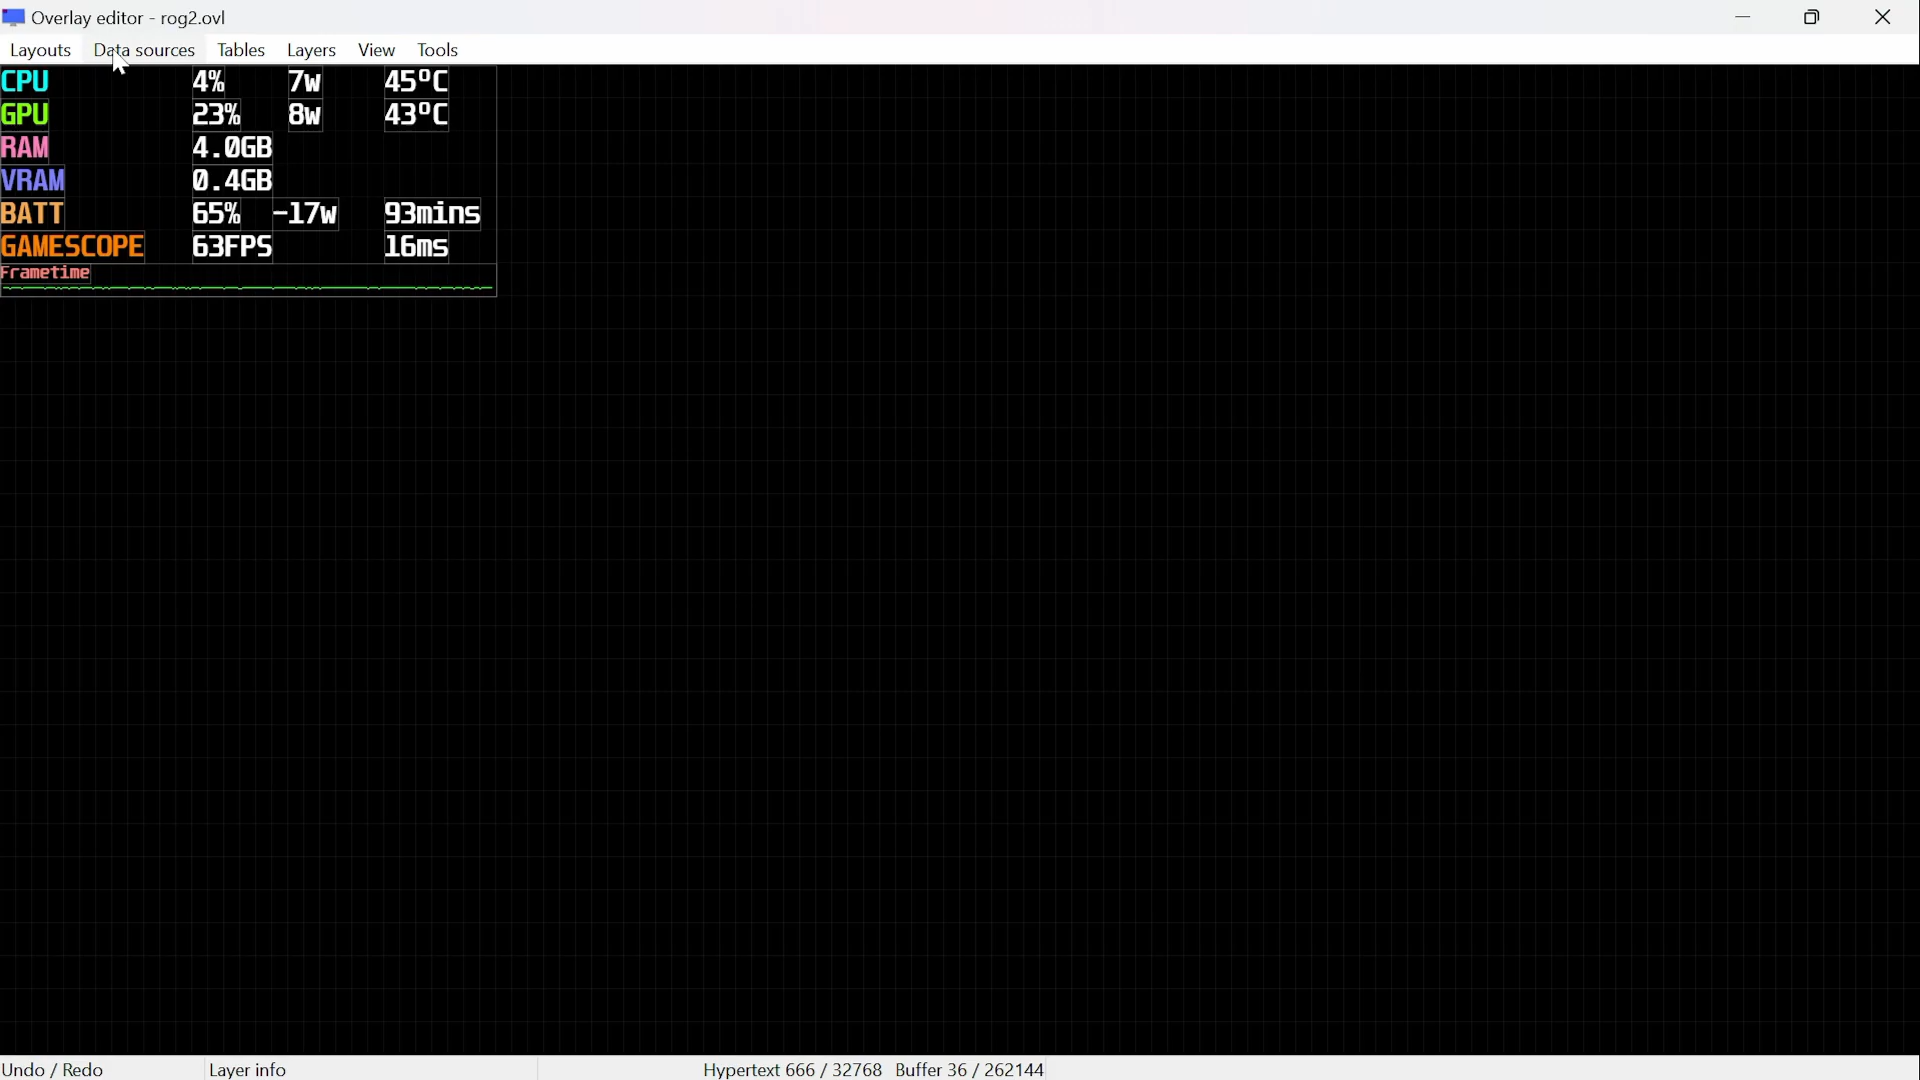 Overlay editor - rog2.ovl
Layouts Data sources Tables Layers View Tools
CPU 4% 7w 45ºC
GPU 23% 8w 43ºC
RAM 4.0GB
VRAM 0.4GB
BATT 65% -17w 93mins
GAMESCOPE 63FPS 16ms
Frametime
Undo / Redo Layer info Hypertext 666 / 32768 Buffer 36 / 262144